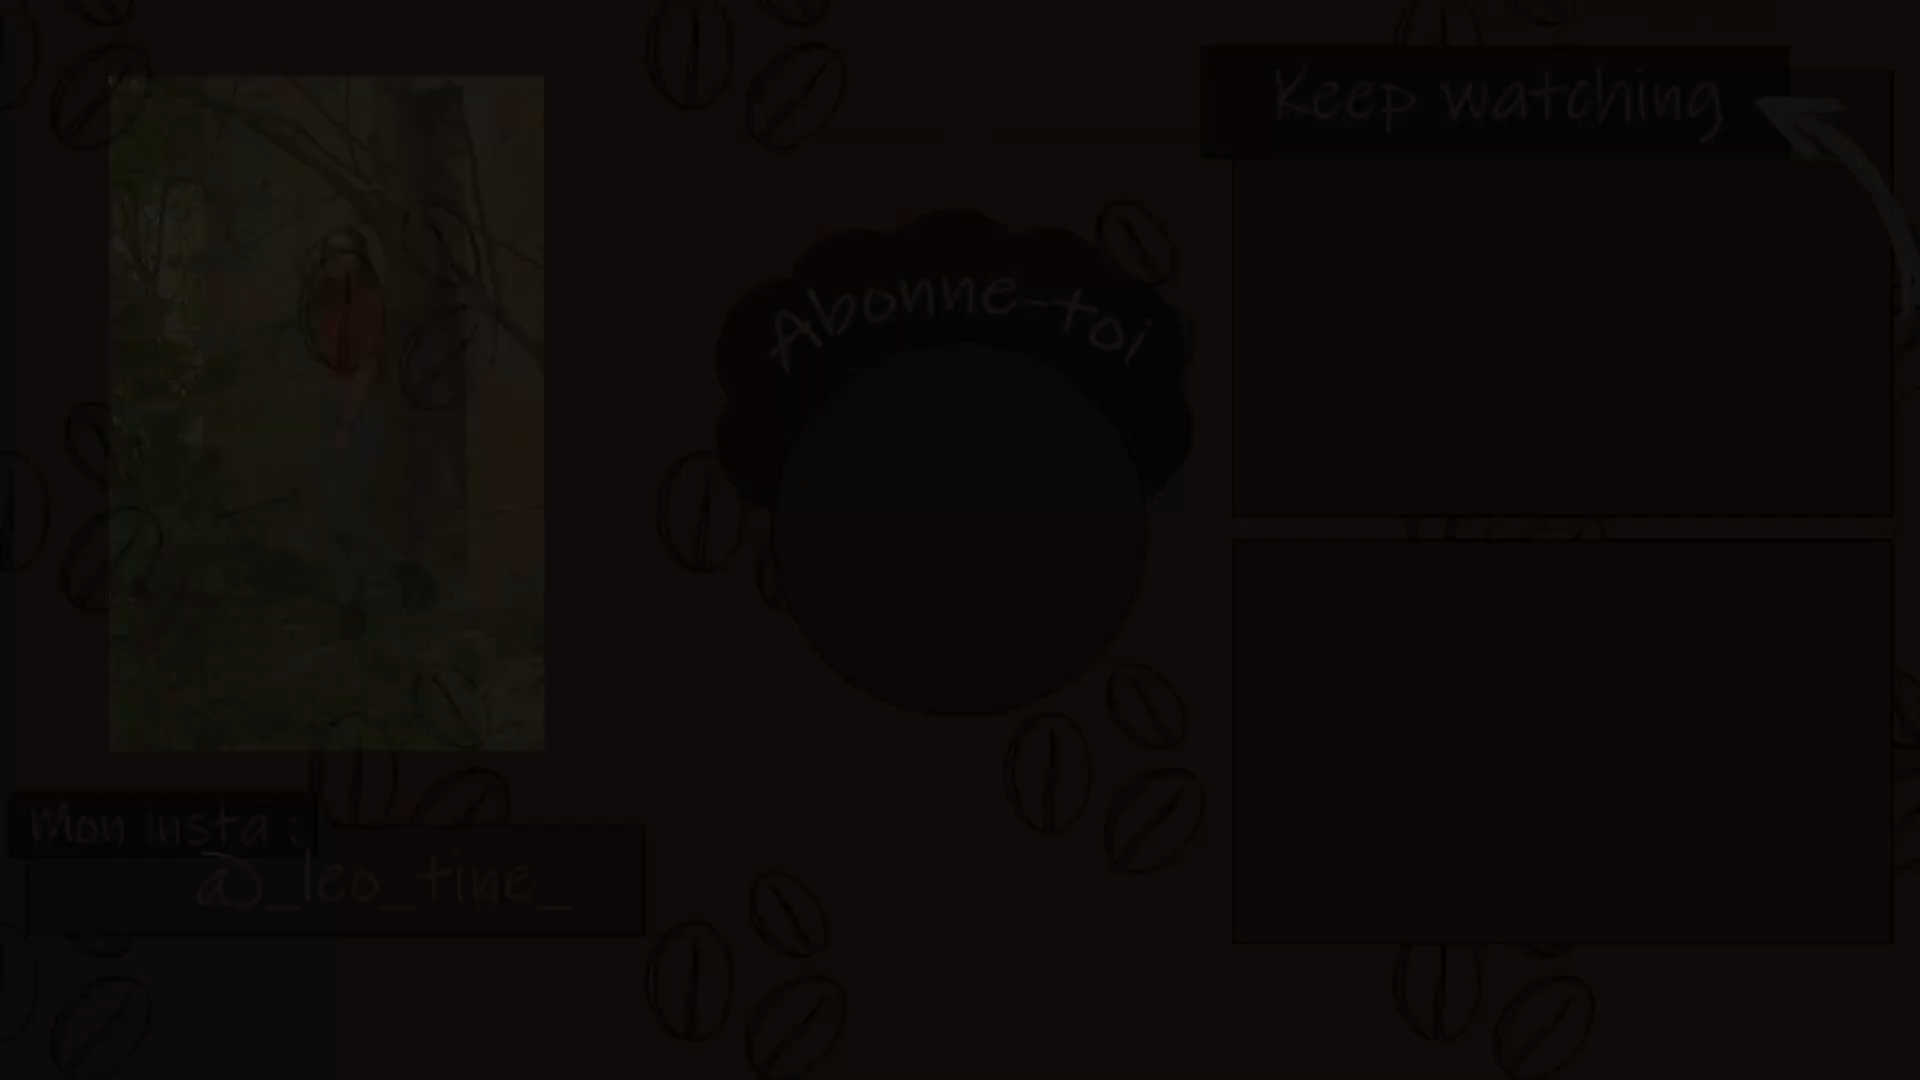 Keep watching
Abonne-toi
Mon insta :
@_leo_tine_